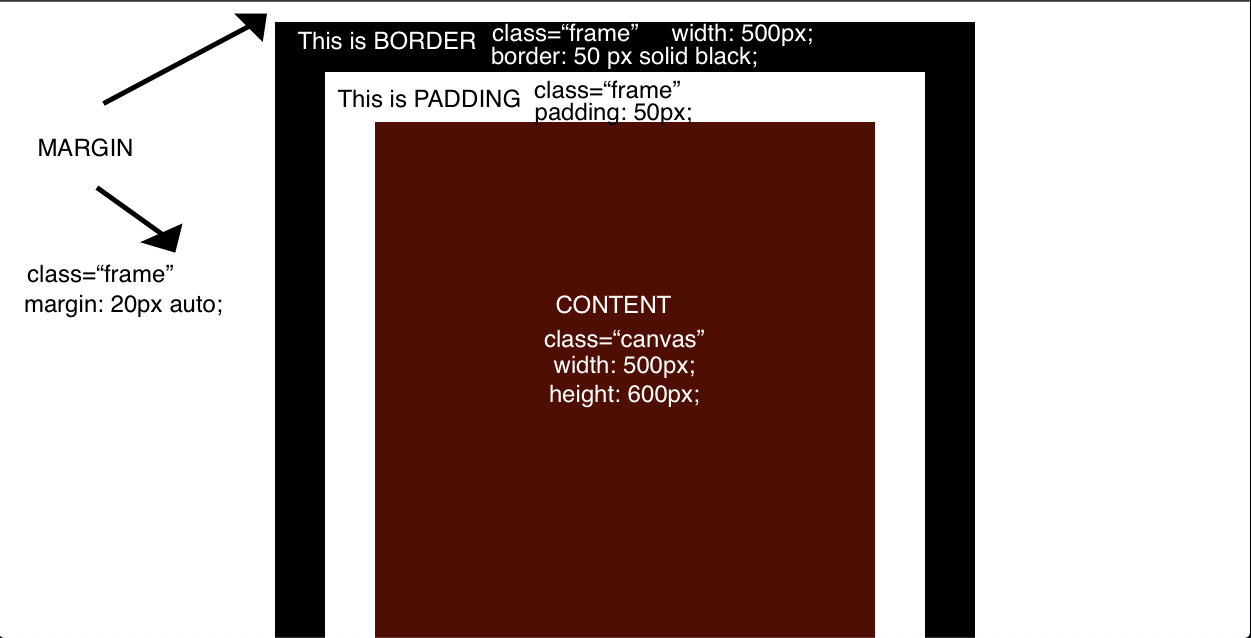 This is BORDER class=“frame” width: 500px;
border: 50 px solid black;
This is PADDING class=“frame”
padding: 50px;
MARGIN
class=“frame”
margin: 20px auto;
CONTENT
class=“canvas”
width: 500px;
height: 600px;